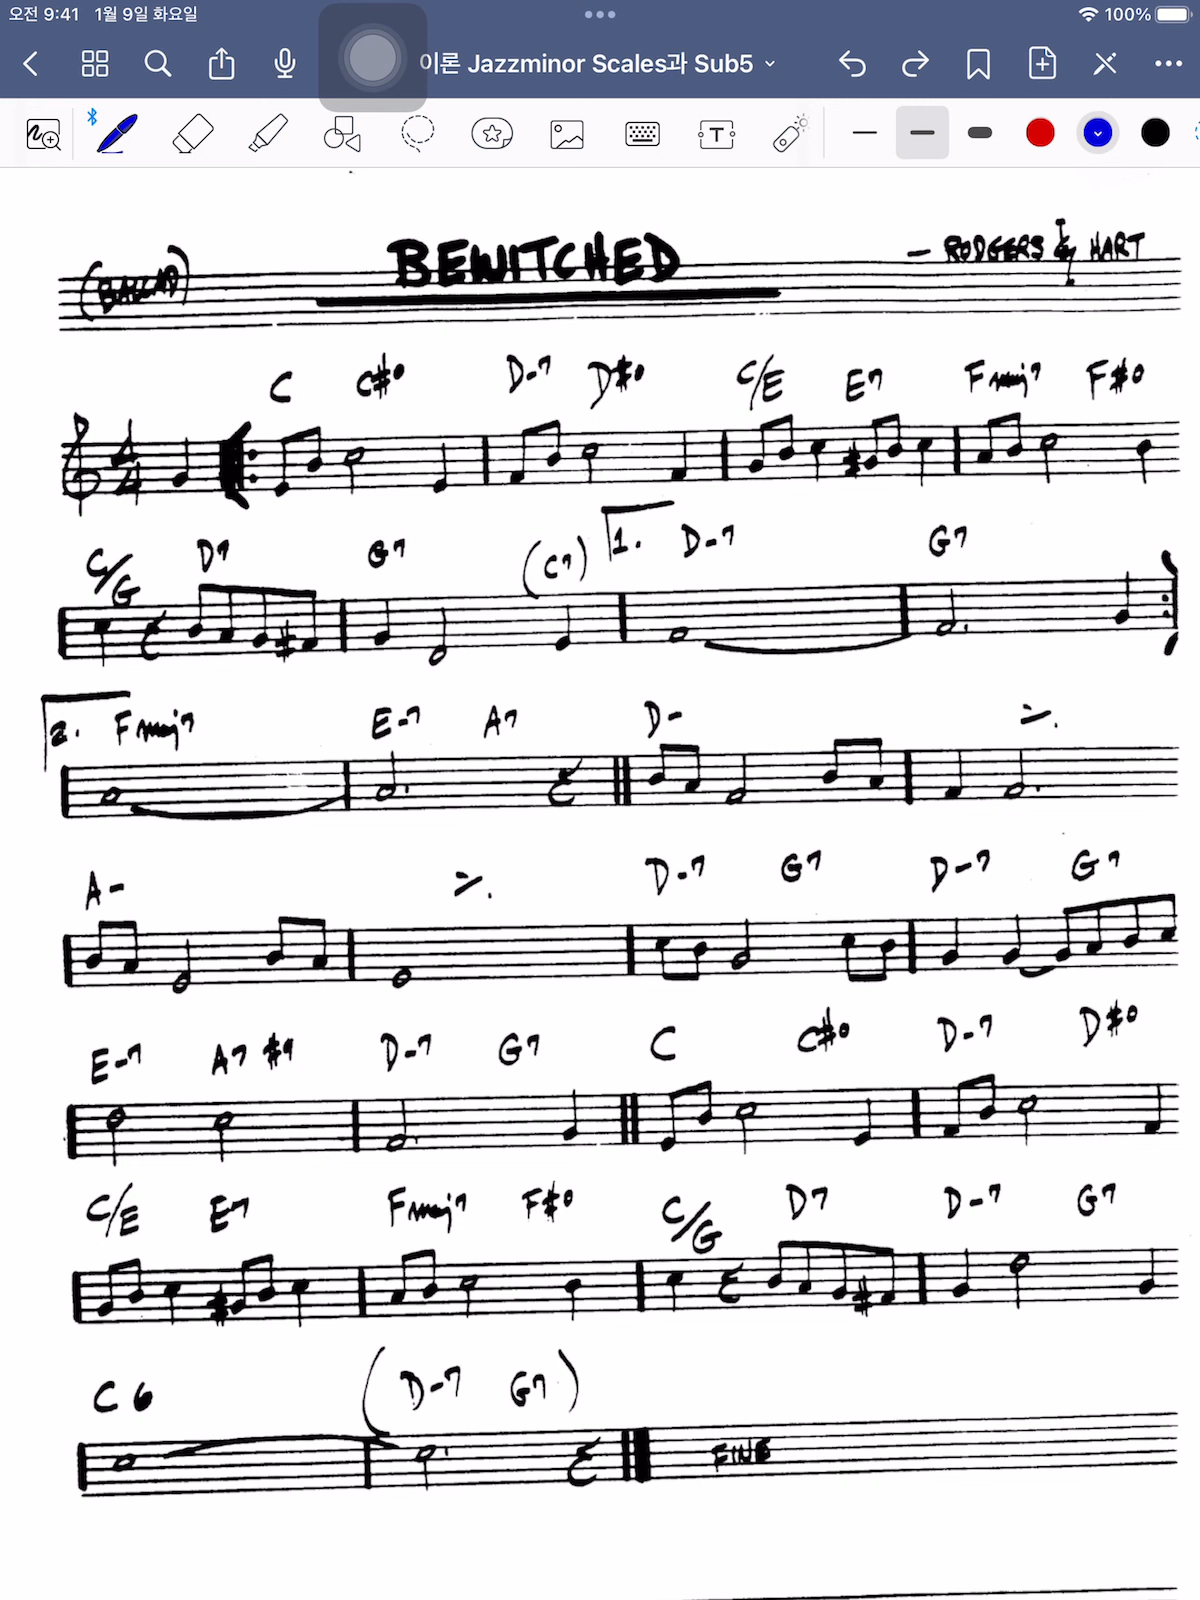 오전 9:41 1월 9일 화요일 100%
이론 Jazzminor Scales과 Sub5
T
(BALLAD) BEWITCHED — RODGERS & HART
C C#o D-7 D#o C/E E7 Fmaj7 F#o
4/4
C/G D7 G7 (C7) 1. D-7 G7
2. Fmaj7 E-7 A7 D- ٪
A- ٪ D-7 G7 D-7 G7
E-7 A7 #9 D-7 G7 C C#o D-7 D#o
C/E E7 Fmaj7 F#o C/G D7 D-7 G7
C6 (D-7 G7)
FINE